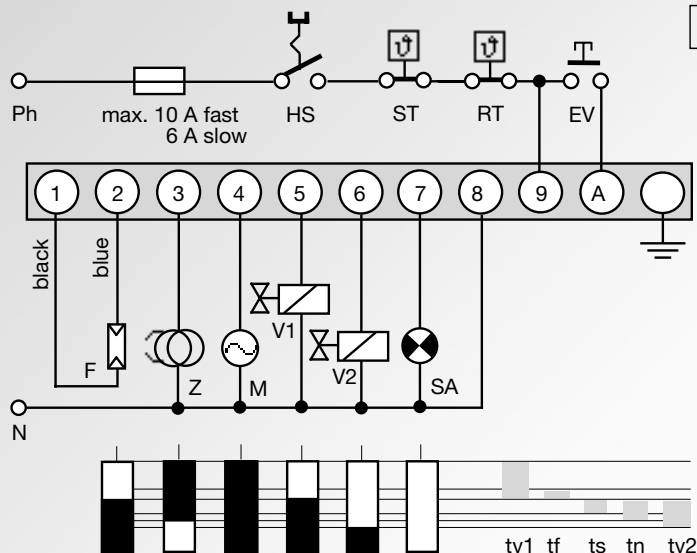 ϑ ϑ
Ph max. 10 A fast HS ST RT EV
6 A slow
1 2 3 4 5 6 7 8 9 A
black blue
V1
F Z M V2 SA
N
tv1 tf ts tn tv2